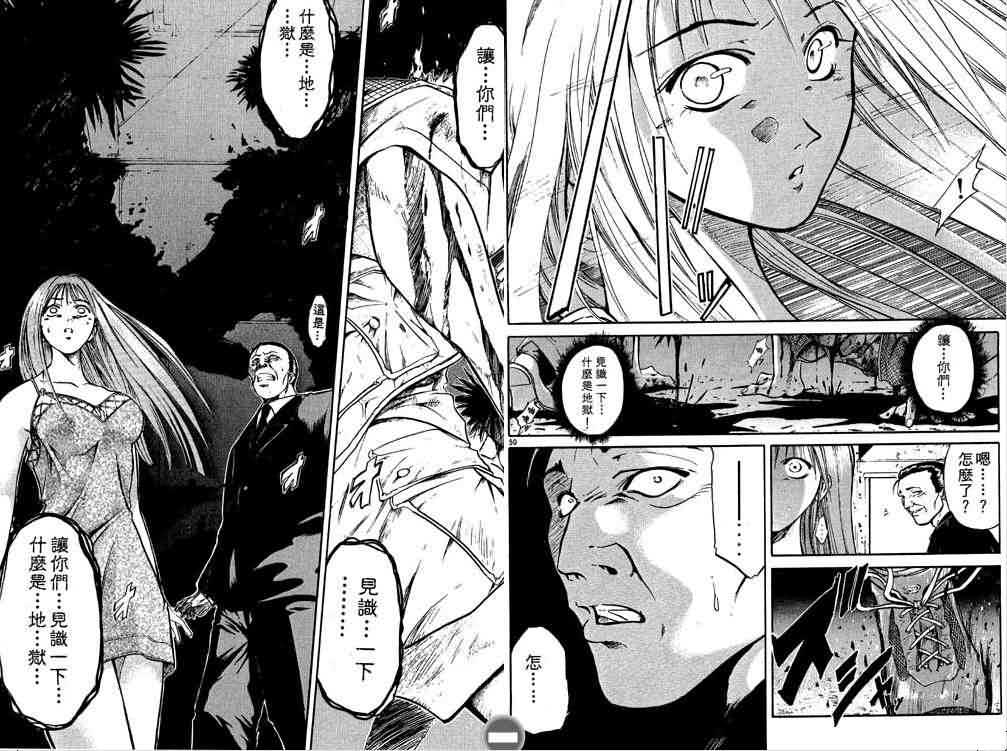 ！
讓…你們…
見識一下…
什麼是地獄！
50
嗯……？
怎麼了？
………
怎……
讓…你們…
見識…一下
………
什麼是…地…
…獄…
這是…
讓你們…見識一下…
什麼是…地…獄…